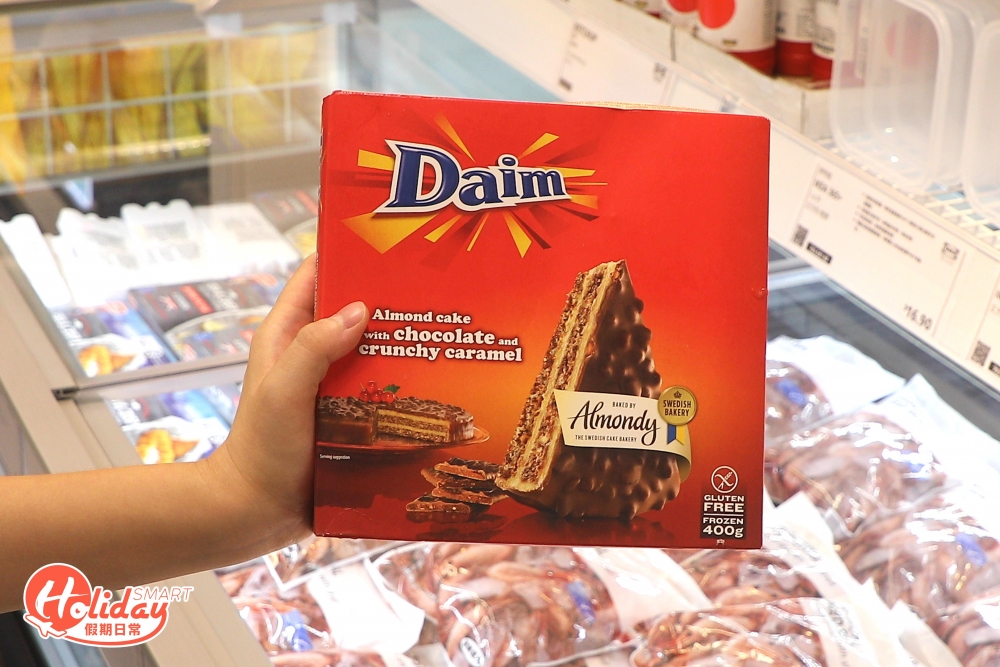 Daim
Almond cake
with chocolate and
crunchy caramel
BAKED BY
Almondy
THE SWEDISH CAKE BAKERY
SWEDISH
BAKERY
Serving suggestion
GLUTEN
FREE
FROZEN
400g
16.90
Holiday SMART
假期日常